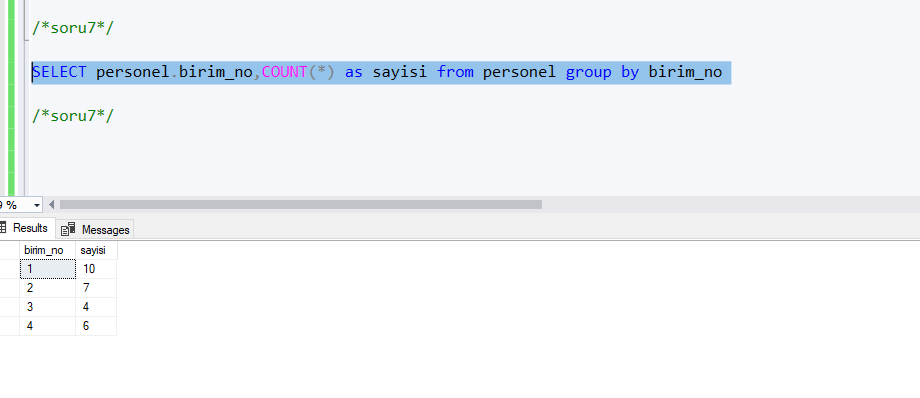 /*soru7*/
SELECT personel.birim_no,COUNT(*) as sayisi from personel group by birim_no
/*soru7*/
9 %
Results Messages
birim_no sayisi
1 10
2 7
3 4
4 6